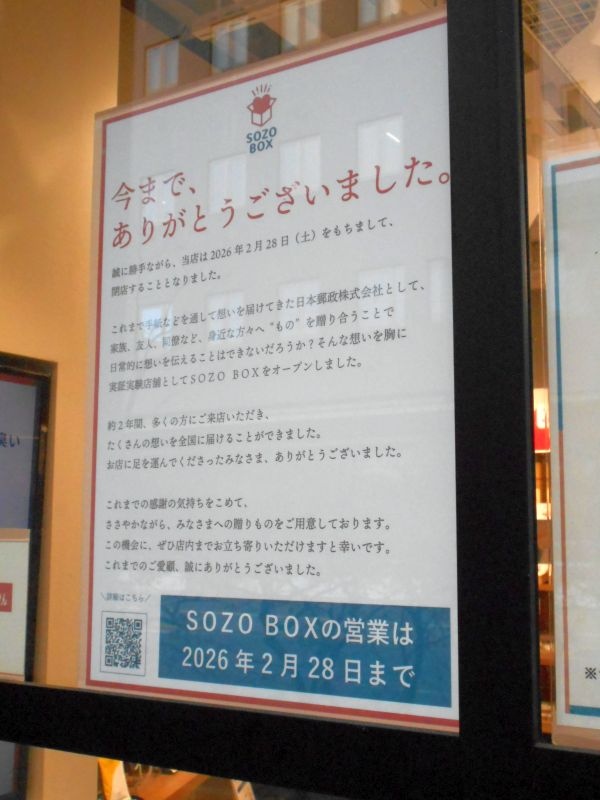 SOZO
BOX
今まで、
ありがとうございました。
誠に勝手ながら、当店は2026年2月28日（土）をもちまして、
閉店することとなりました。
これまで手紙などを通して想いを届けてきた日本郵政株式会社として、
家族、友人、同僚など、身近な方々へ“もの”を贈り合うことで
日常的に想いを伝えることはできないだろうか？そんな想いを胸に
実証実験店舗としてSOZO BOXをオープンしました。
約2年間、多くの方にご来店いただき、
たくさんの想いを全国に届けることができました。
お店に足を運んでくださったみなさま、ありがとうございました。
これまでの感謝の気持ちをこめて、
ささやかながら、みなさまへの贈りものをご用意しております。
この機会に、ぜひ店内までお立ち寄りいただけますと幸いです。
これまでのご愛顧、誠にありがとうございました。
＼詳細はこちら／
SOZO BOXの営業は
2026年2月28日まで
臭い
※